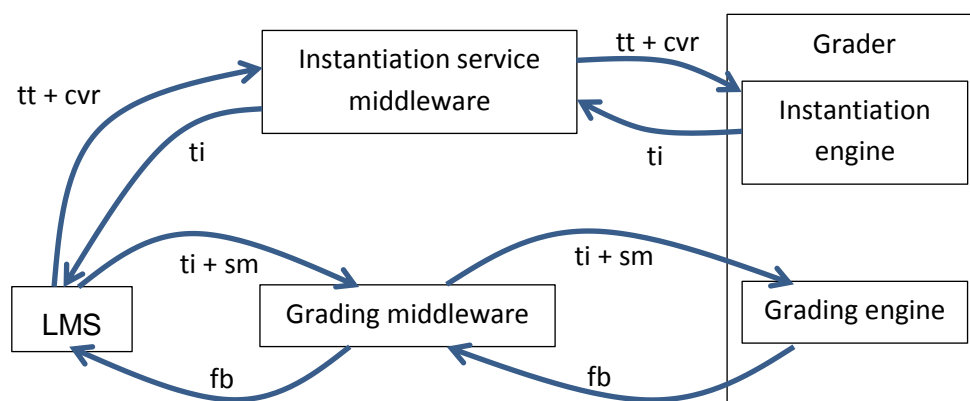 Instantiation service
middleware
tt + cvr
Grader
Instantiation
engine
tt + cvr
ti
ti
ti + sm
ti + sm
LMS
Grading middleware
Grading engine
fb
fb